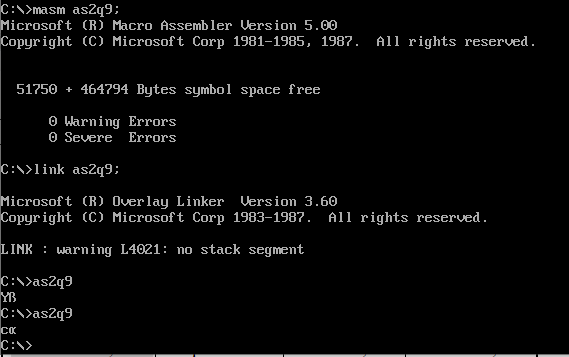 C:\>masm as2q9;
Microsoft (R) Macro Assembler Version 5.00
Copyright (C) Microsoft Corp 1981-1985, 1987.  All rights reserved.
51750 + 464794 Bytes symbol space free
0 Warning Errors
0 Severe  Errors
C:\>link as2q9;
Microsoft (R) Overlay Linker  Version 3.60
Copyright (C) Microsoft Corp 1983-1987.  All rights reserved.
LINK : warning L4021: no stack segment
C:\>as2q9
Yß
C:\>as2q9
cα
C:\>